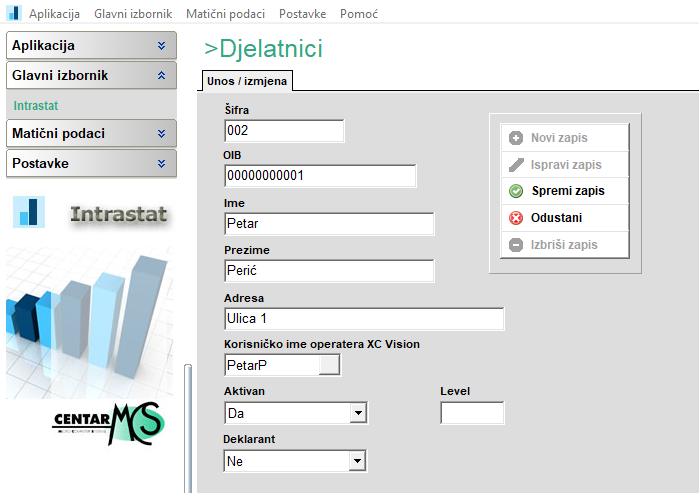 Aplikacija Glavni izbornik Matični podaci Postavke Pomoć
Aplikacija
Glavni izbornik
Intrastat
Matični podaci
Postavke
Intrastat
CENTAR MCS
>Djelatnici
Unos / izmjena
Šifra
002
OIB
00000000001
Ime
Petar
Prezime
Perić
Adresa
Ulica 1
Korisničko ime operatera XC Vision
PetarP
Aktivan Level
Da
Deklarant
Ne
Novi zapis
Ispravi zapis
Spremi zapis
Odustani
Izbriši zapis